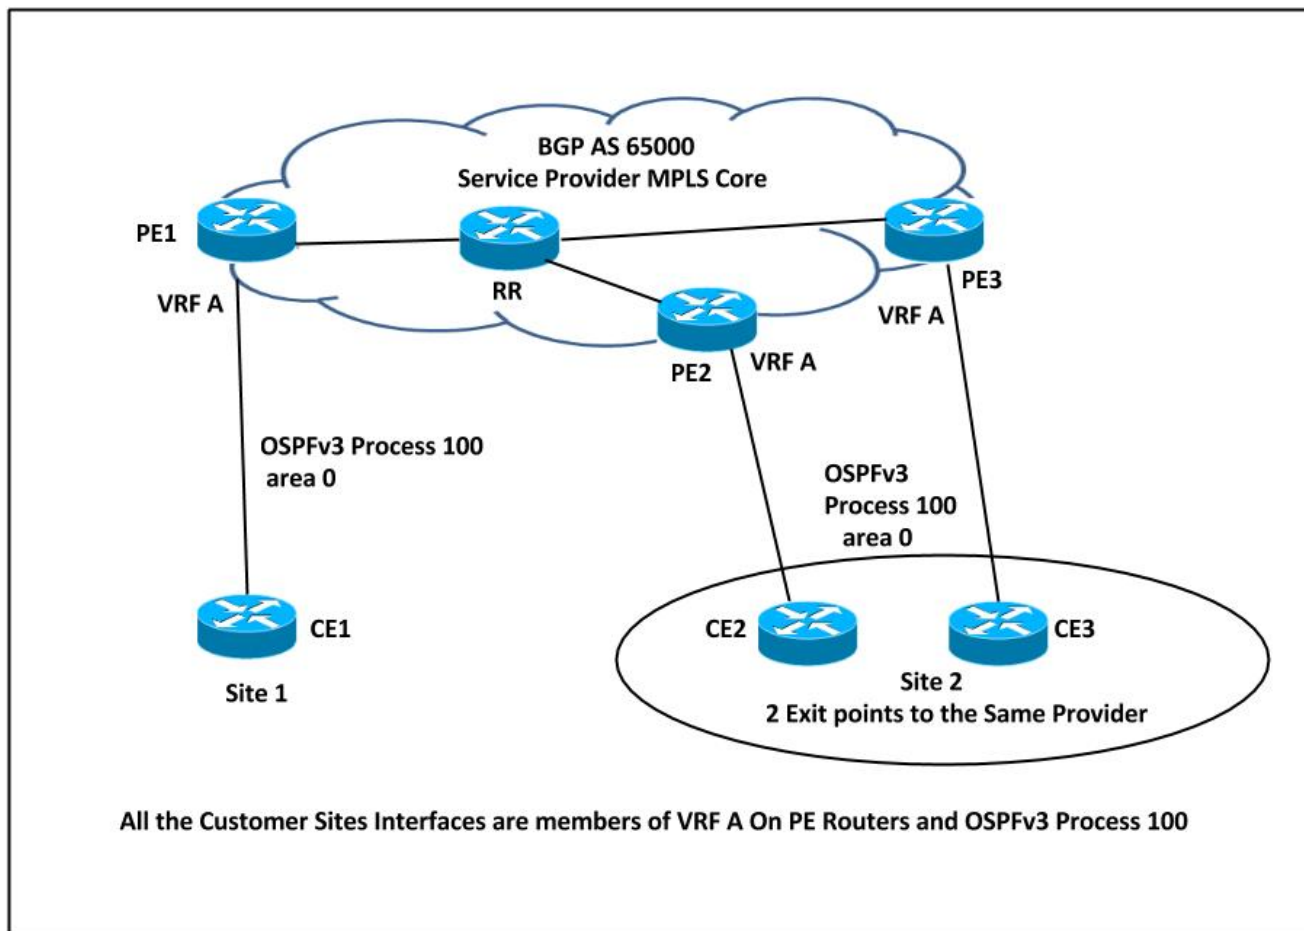 BGP AS 65000
Service Provider MPLS Core
PE1
RR
PE3
VRF A
VRF A
PE2
VRF A
OSPFv3 Process 100
area 0
OSPFv3
Process 100
area 0
CE1
CE2
CE3
Site 1
Site 2
2 Exit points to the Same Provider
All the Customer Sites Interfaces are members of VRF A On PE Routers and OSPFv3 Process 100